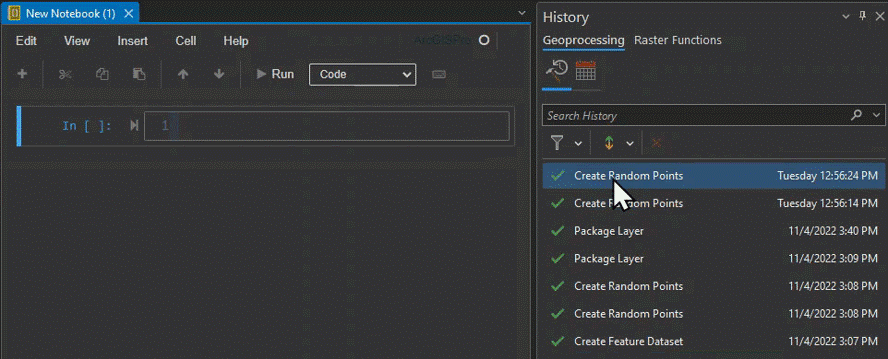 New Notebook (1)
Edit View Insert Cell Help ArcGISPro
Run Code
In [ ]: 1
History
Geoprocessing Raster Functions
Search History
Create Random Points Tuesday 12:56:24 PM
Create Random Points Tuesday 12:56:14 PM
Package Layer 11/4/2022 3:40 PM
Package Layer 11/4/2022 3:09 PM
Create Random Points 11/4/2022 3:08 PM
Create Random Points 11/4/2022 3:08 PM
Create Feature Dataset 11/4/2022 3:07 PM